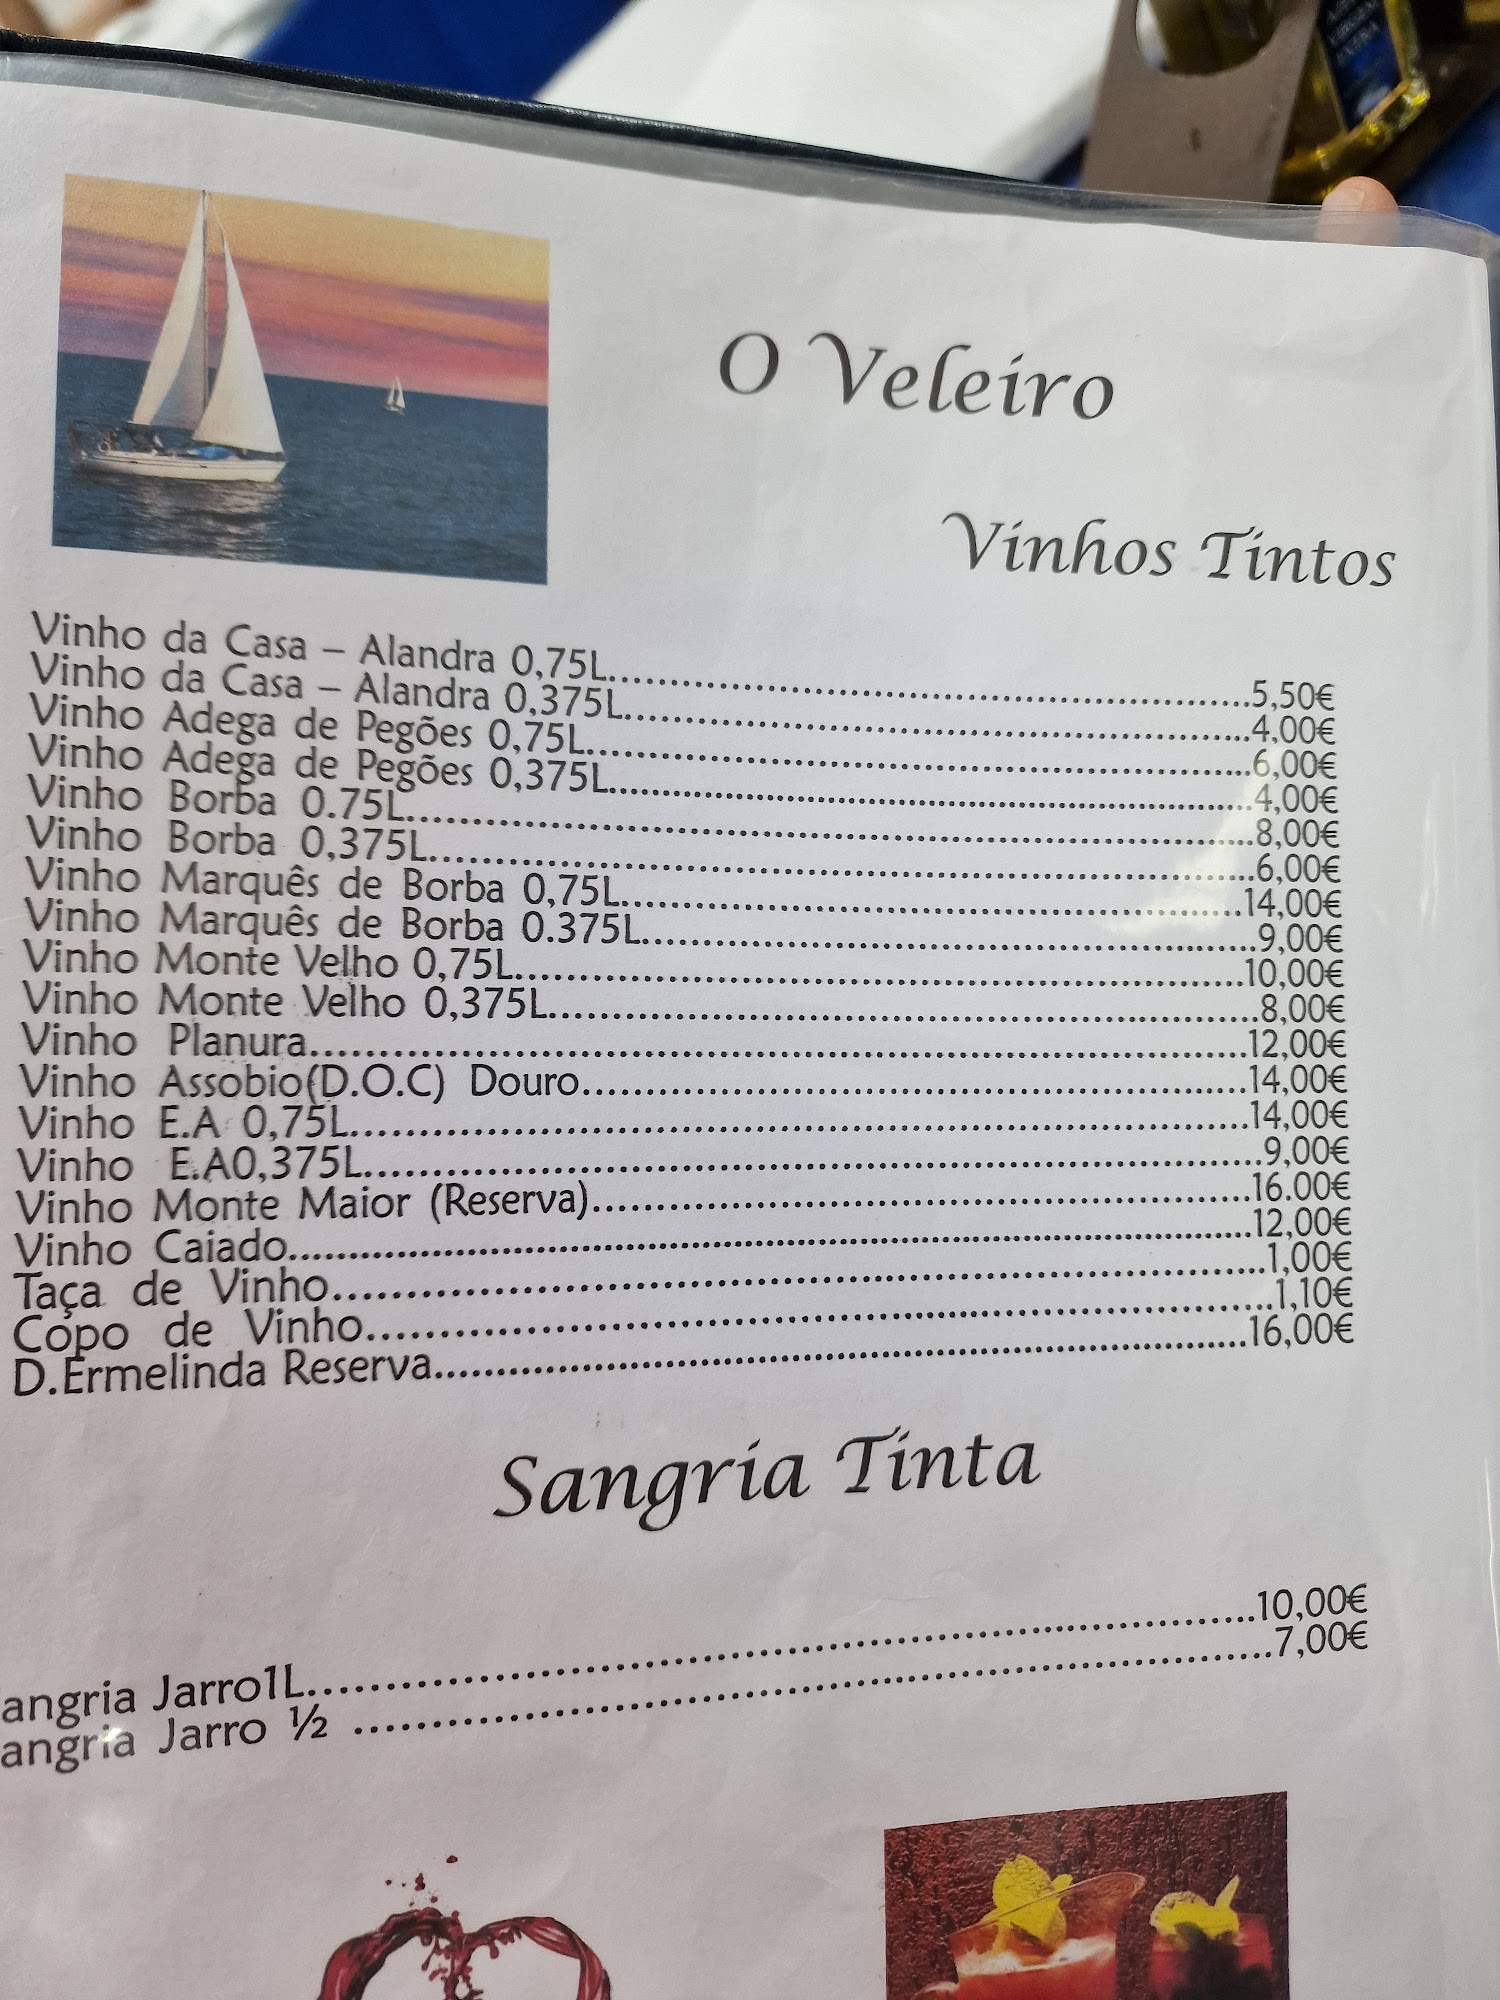 O Veleiro
Vinhos Tintos
Vinho da Casa – Alandra 0,75L 5,50€
Vinho da Casa – Alandra 0,375L 4,00€
Vinho Adega de Pegões 0,75L 6,00€
Vinho Adega de Pegões 0,375L 4,00€
Vinho Borba 0.75L 8,00€
Vinho Borba 0,375L 6,00€
Vinho Marquês de Borba 0,75L 14,00€
Vinho Marquês de Borba 0.375L 9,00€
Vinho Monte Velho 0,75L 10,00€
Vinho Monte Velho 0,375L 8,00€
Vinho Planura 12,00€
Vinho Assobio(D.O.C) Douro 14,00€
Vinho E.A 0,75L 14,00€
Vinho E.A0,375L 9,00€
Vinho Monte Maior (Reserva) 16.00€
Vinho Caiado 12,00€
Taça de Vinho 1,00€
Copo de Vinho 1,10€
D.Ermelinda Reserva 16,00€
Sangria Tinta
angria Jarro1L 10,00€
angria Jarro ½ 7,00€